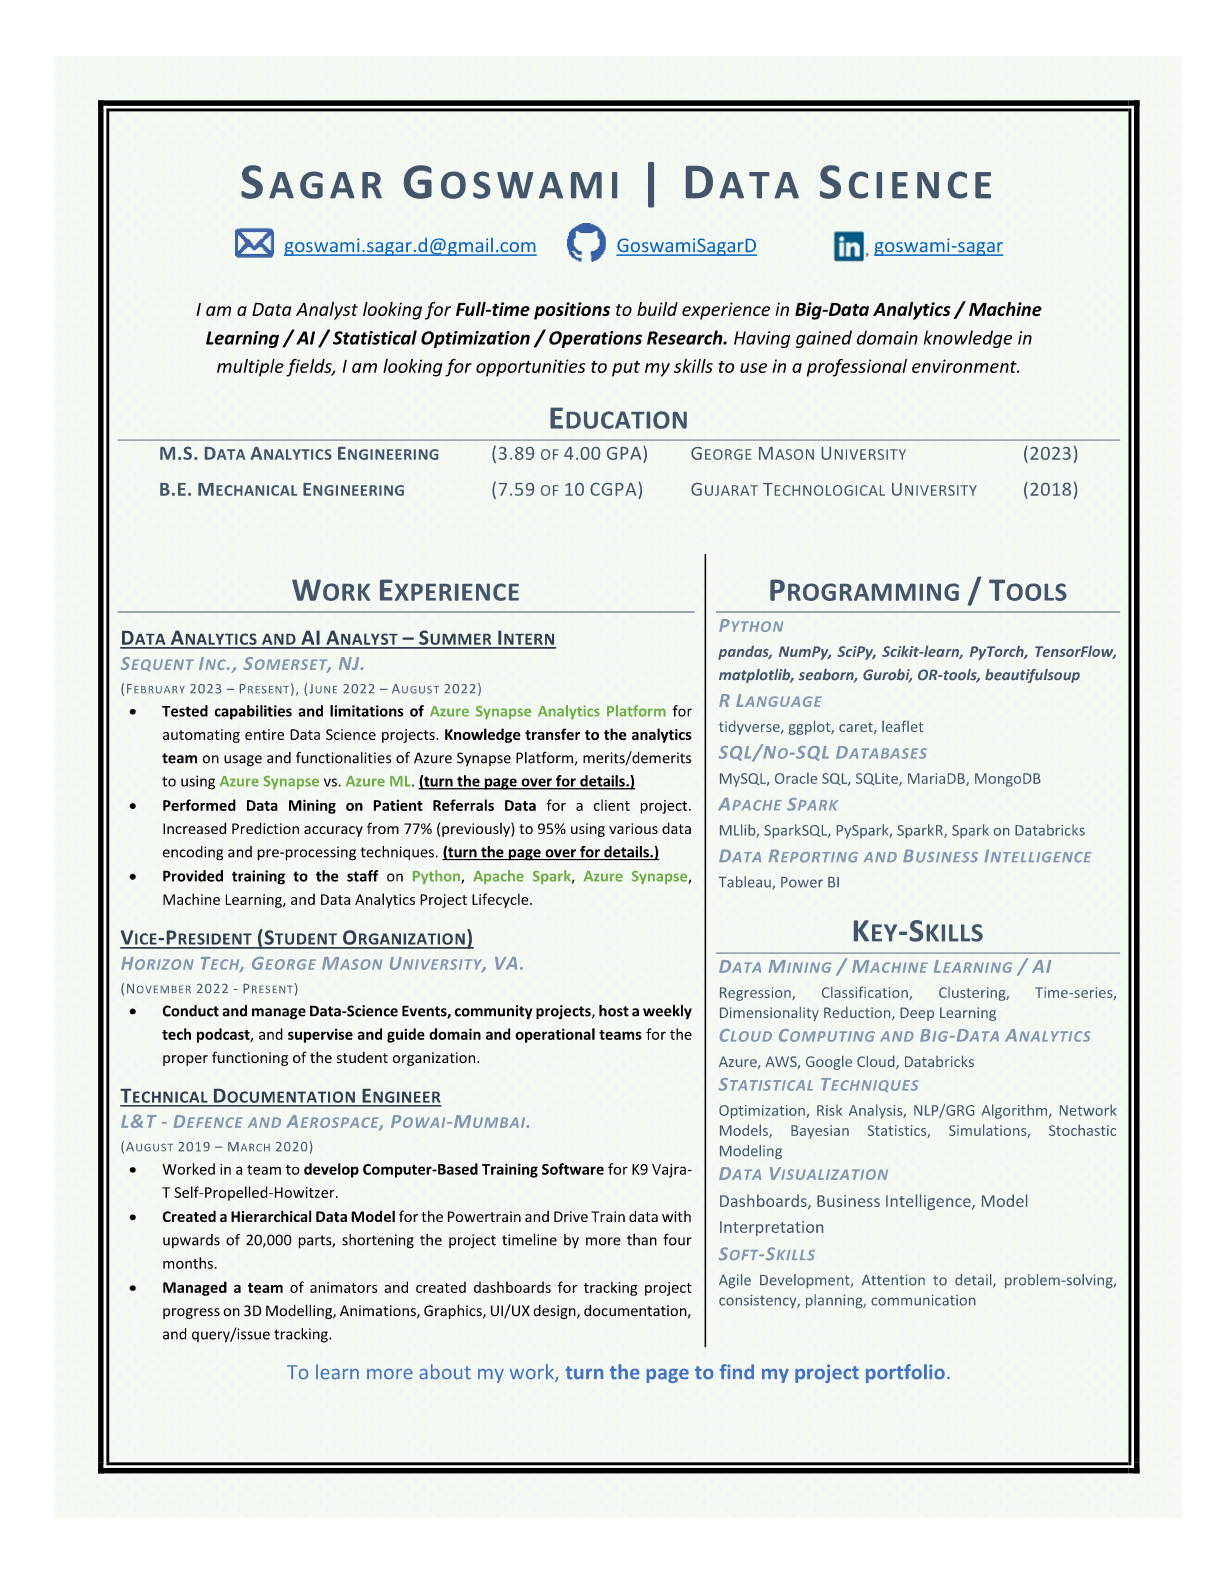 SAGAR GOSWAMI | DATA SCIENCE
goswami.sagar.d@gmail.com GoswamiSagarD in. goswami-sagar
I am a Data Analyst looking for Full-time positions to build experience in Big-Data Analytics / Machine
Learning / AI / Statistical Optimization / Operations Research. Having gained domain knowledge in
multiple fields, I am looking for opportunities to put my skills to use in a professional environment.
EDUCATION
M.S. DATA ANALYTICS ENGINEERING (3.89 OF 4.00 GPA) GEORGE MASON UNIVERSITY (2023)
B.E. MECHANICAL ENGINEERING (7.59 OF 10 CGPA) GUJARAT TECHNOLOGICAL UNIVERSITY (2018)
WORK EXPERIENCE
DATA ANALYTICS AND AI ANALYST – SUMMER INTERN
SEQUENT INC., SOMERSET, NJ.
(FEBRUARY 2023 – PRESENT), (JUNE 2022 – AUGUST 2022)
• Tested capabilities and limitations of Azure Synapse Analytics Platform for
automating entire Data Science projects. Knowledge transfer to the analytics
team on usage and functionalities of Azure Synapse Platform, merits/demerits
to using Azure Synapse vs. Azure ML. (turn the page over for details.)
• Performed Data Mining on Patient Referrals Data for a client project.
Increased Prediction accuracy from 77% (previously) to 95% using various data
encoding and pre-processing techniques. (turn the page over for details.)
• Provided training to the staff on Python, Apache Spark, Azure Synapse,
Machine Learning, and Data Analytics Project Lifecycle.
VICE-PRESIDENT (STUDENT ORGANIZATION)
HORIZON TECH, GEORGE MASON UNIVERSITY, VA.
(NOVEMBER 2022 - PRESENT)
• Conduct and manage Data-Science Events, community projects, host a weekly
tech podcast, and supervise and guide domain and operational teams for the
proper functioning of the student organization.
TECHNICAL DOCUMENTATION ENGINEER
L&T - DEFENCE AND AEROSPACE, POWAI-MUMBAI.
(AUGUST 2019 – MARCH 2020)
• Worked in a team to develop Computer-Based Training Software for K9 Vajra-
T Self-Propelled-Howitzer.
• Created a Hierarchical Data Model for the Powertrain and Drive Train data with
upwards of 20,000 parts, shortening the project timeline by more than four
months.
• Managed a team of animators and created dashboards for tracking project
progress on 3D Modelling, Animations, Graphics, UI/UX design, documentation,
and query/issue tracking.
PROGRAMMING / TOOLS
PYTHON
pandas, NumPy, SciPy, Scikit-learn, PyTorch, TensorFlow,
matplotlib, seaborn, Gurobi, OR-tools, beautifulsoup
R LANGUAGE
tidyverse, ggplot, caret, leaflet
SQL/NO-SQL DATABASES
MySQL, Oracle SQL, SQLite, MariaDB, MongoDB
APACHE SPARK
MLlib, SparkSQL, PySpark, SparkR, Spark on Databricks
DATA REPORTING AND BUSINESS INTELLIGENCE
Tableau, Power BI
KEY-SKILLS
DATA MINING / MACHINE LEARNING / AI
Regression, Classification, Clustering, Time-series,
Dimensionality Reduction, Deep Learning
CLOUD COMPUTING AND BIG-DATA ANALYTICS
Azure, AWS, Google Cloud, Databricks
STATISTICAL TECHNIQUES
Optimization, Risk Analysis, NLP/GRG Algorithm, Network
Models, Bayesian Statistics, Simulations, Stochastic
Modeling
DATA VISUALIZATION
Dashboards, Business Intelligence, Model
Interpretation
SOFT-SKILLS
Agile Development, Attention to detail, problem-solving,
consistency, planning, communication
To learn more about my work, turn the page to find my project portfolio.